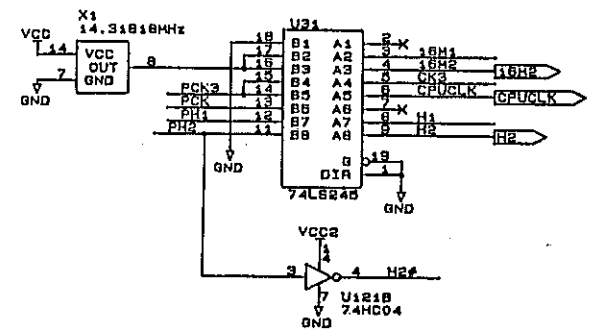 X1
14.31818MHz
VCC
14
VCC
OUT
GND
8
7
GND
U31
18 B1 A1 2
17 B2 A2 3 16M1
16 B3 A3 4 16M2 16M2
15 B4 A4 5 CK3
PCK3 14 B5 A5 6 CPUCLK CPUCLK
PCK 13 B6 A6 7
PH1 12 B7 A7 8 H1
PH2 11 B8 A8 9 H2 H2
G 19
DIR 1
GND
74LS245
GND
VCC2
14
3
4 H2#
7
U121B
74HC04
GND